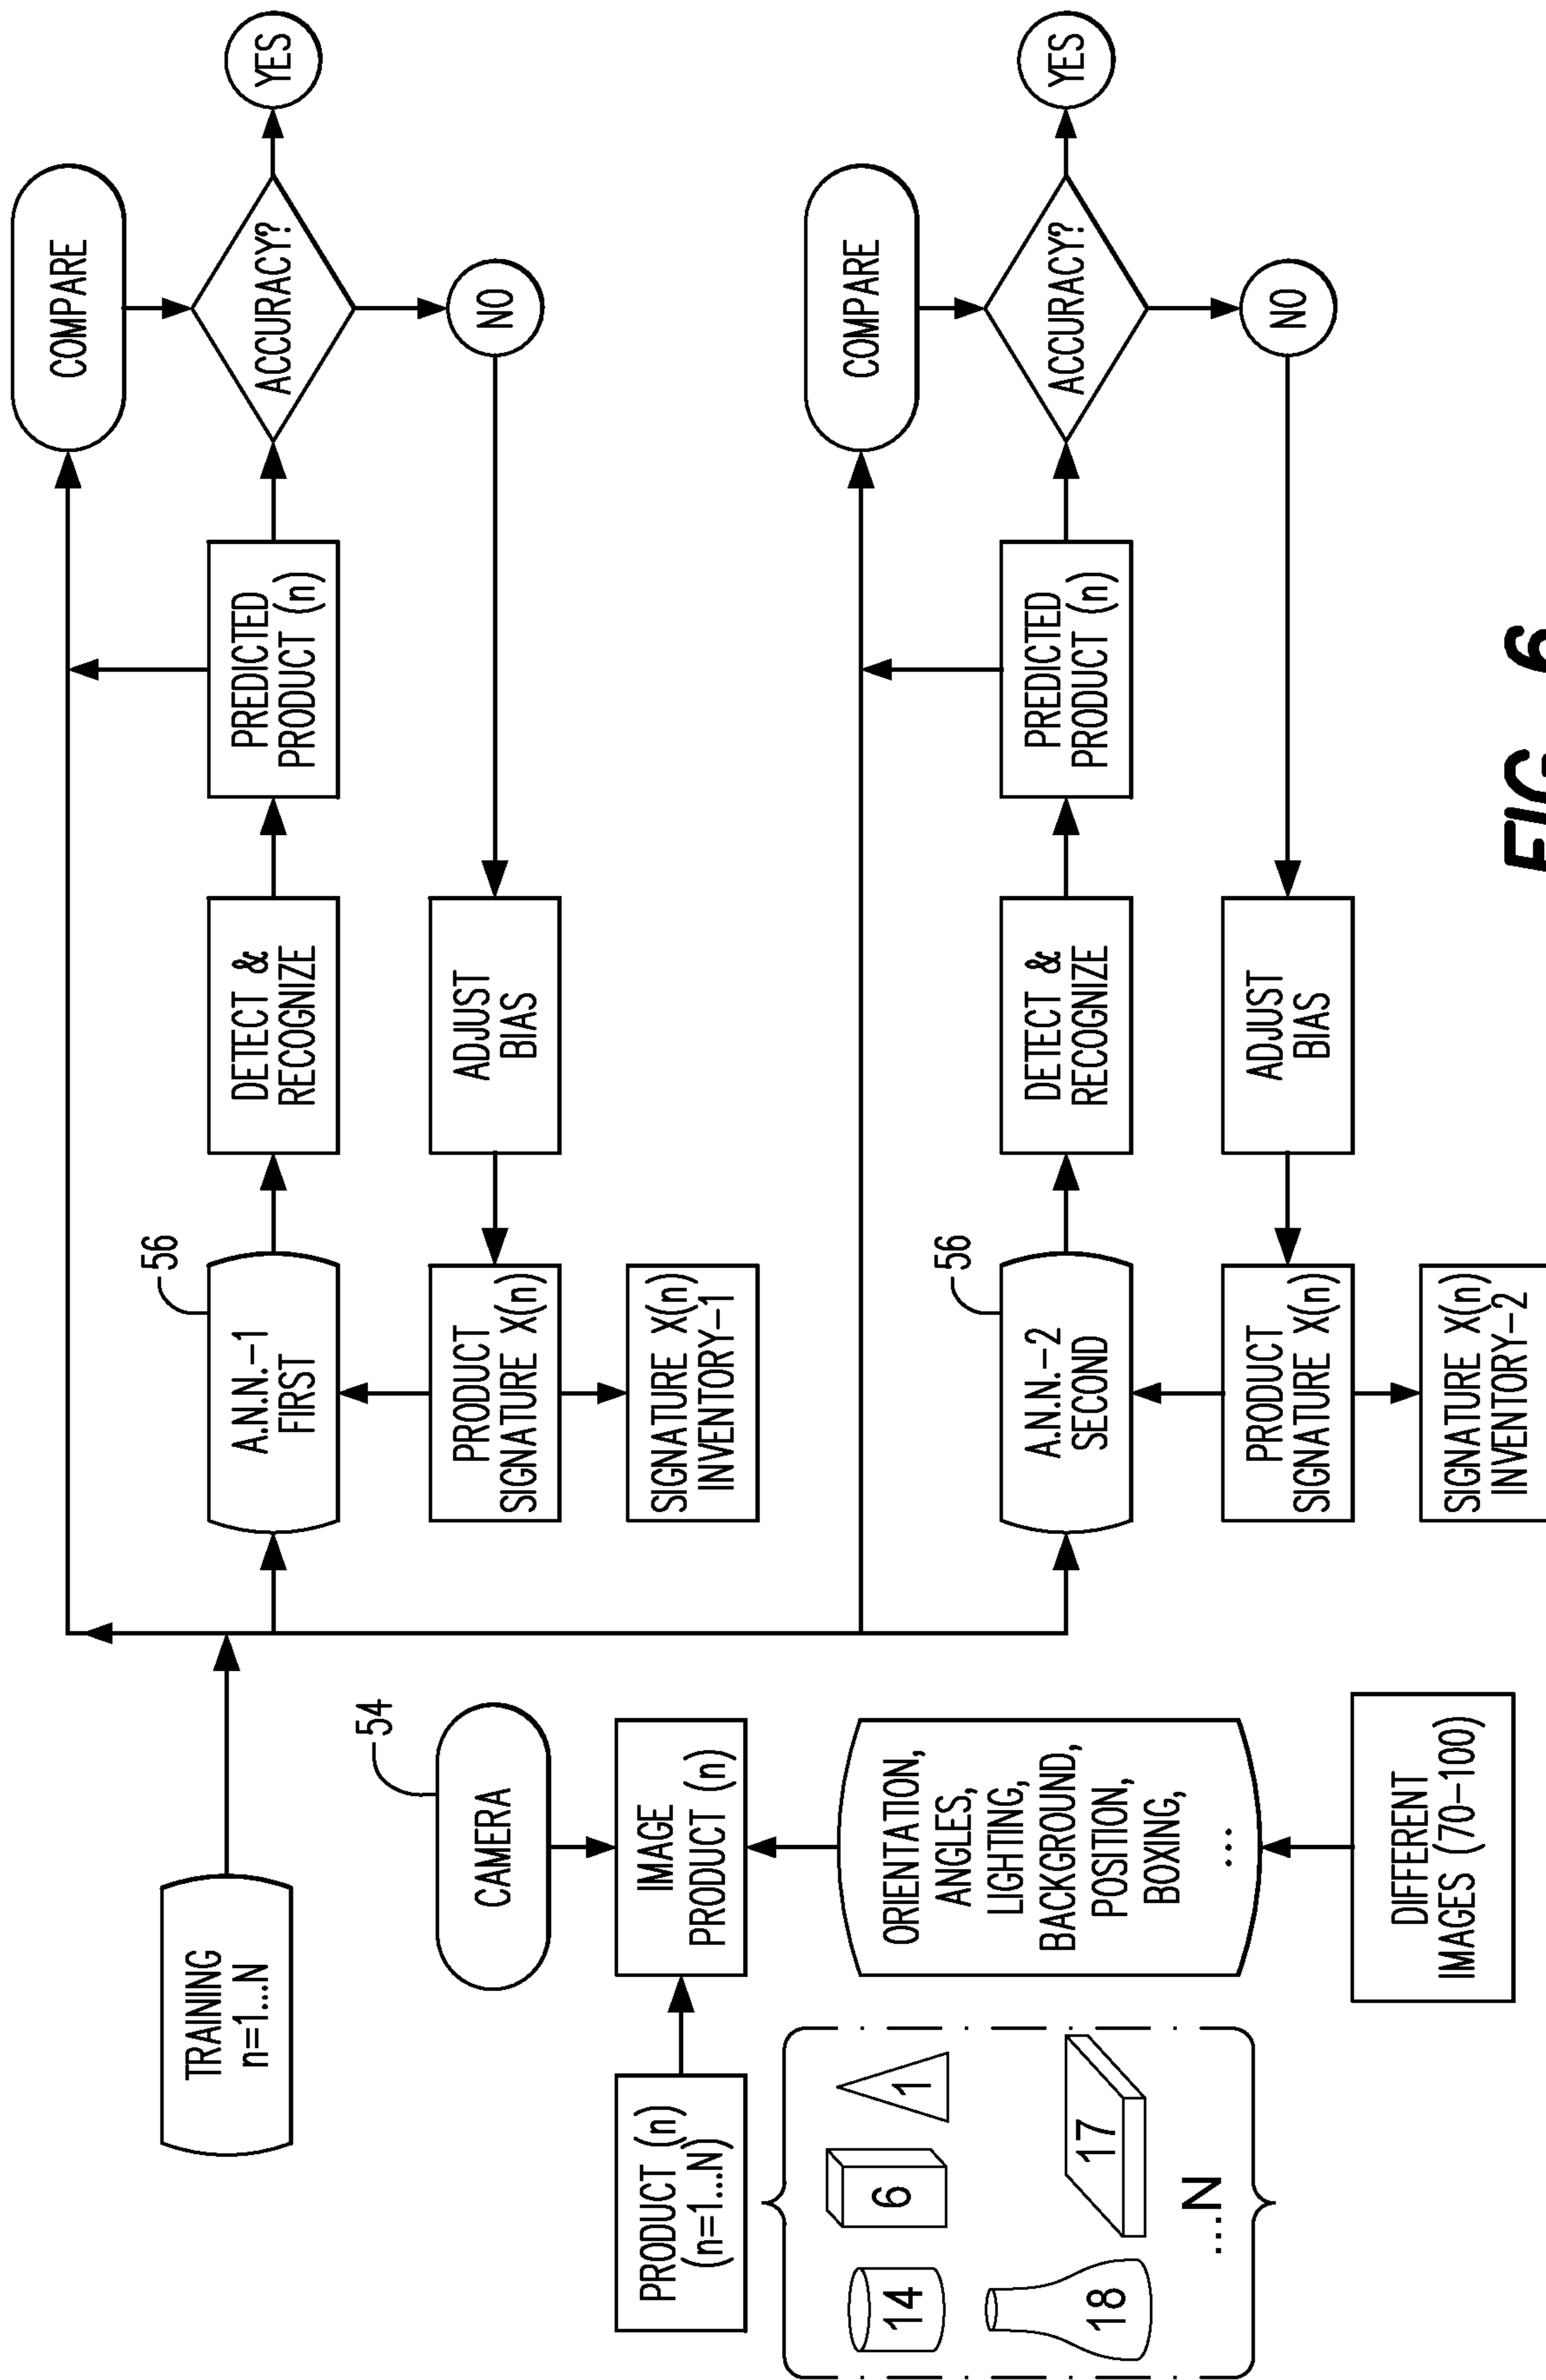 TRAINING
n=1...N
COMPARE
56
A.N.N.-1
FIRST
DETECT &
RECOGNIZE
PREDICTED
PRODUCT (n)
ACCURACY?
YES
54
CAMERA
PRODUCT
SIGNATURE X(n)
ADJUST
BIAS
NO
PRODUCT (n)
(n=1...N)
IMAGE
PRODUCT (n)
SIGNATURE X(n)
INVENTORY-1
14
6
1
18
17
...N
ORIENTATION,
ANGLES,
LIGHTING,
BACKGROUND,
POSITION,
BOXING,
...
COMPARE
56
A.N.N.-2
SECOND
DETECT &
RECOGNIZE
PREDICTED
PRODUCT (n)
ACCURACY?
YES
DIFFERENT
IMAGES (70-100)
PRODUCT
SIGNATURE X(n)
ADJUST
BIAS
NO
SIGNATURE X(n)
INVENTORY-2
FIG. 6